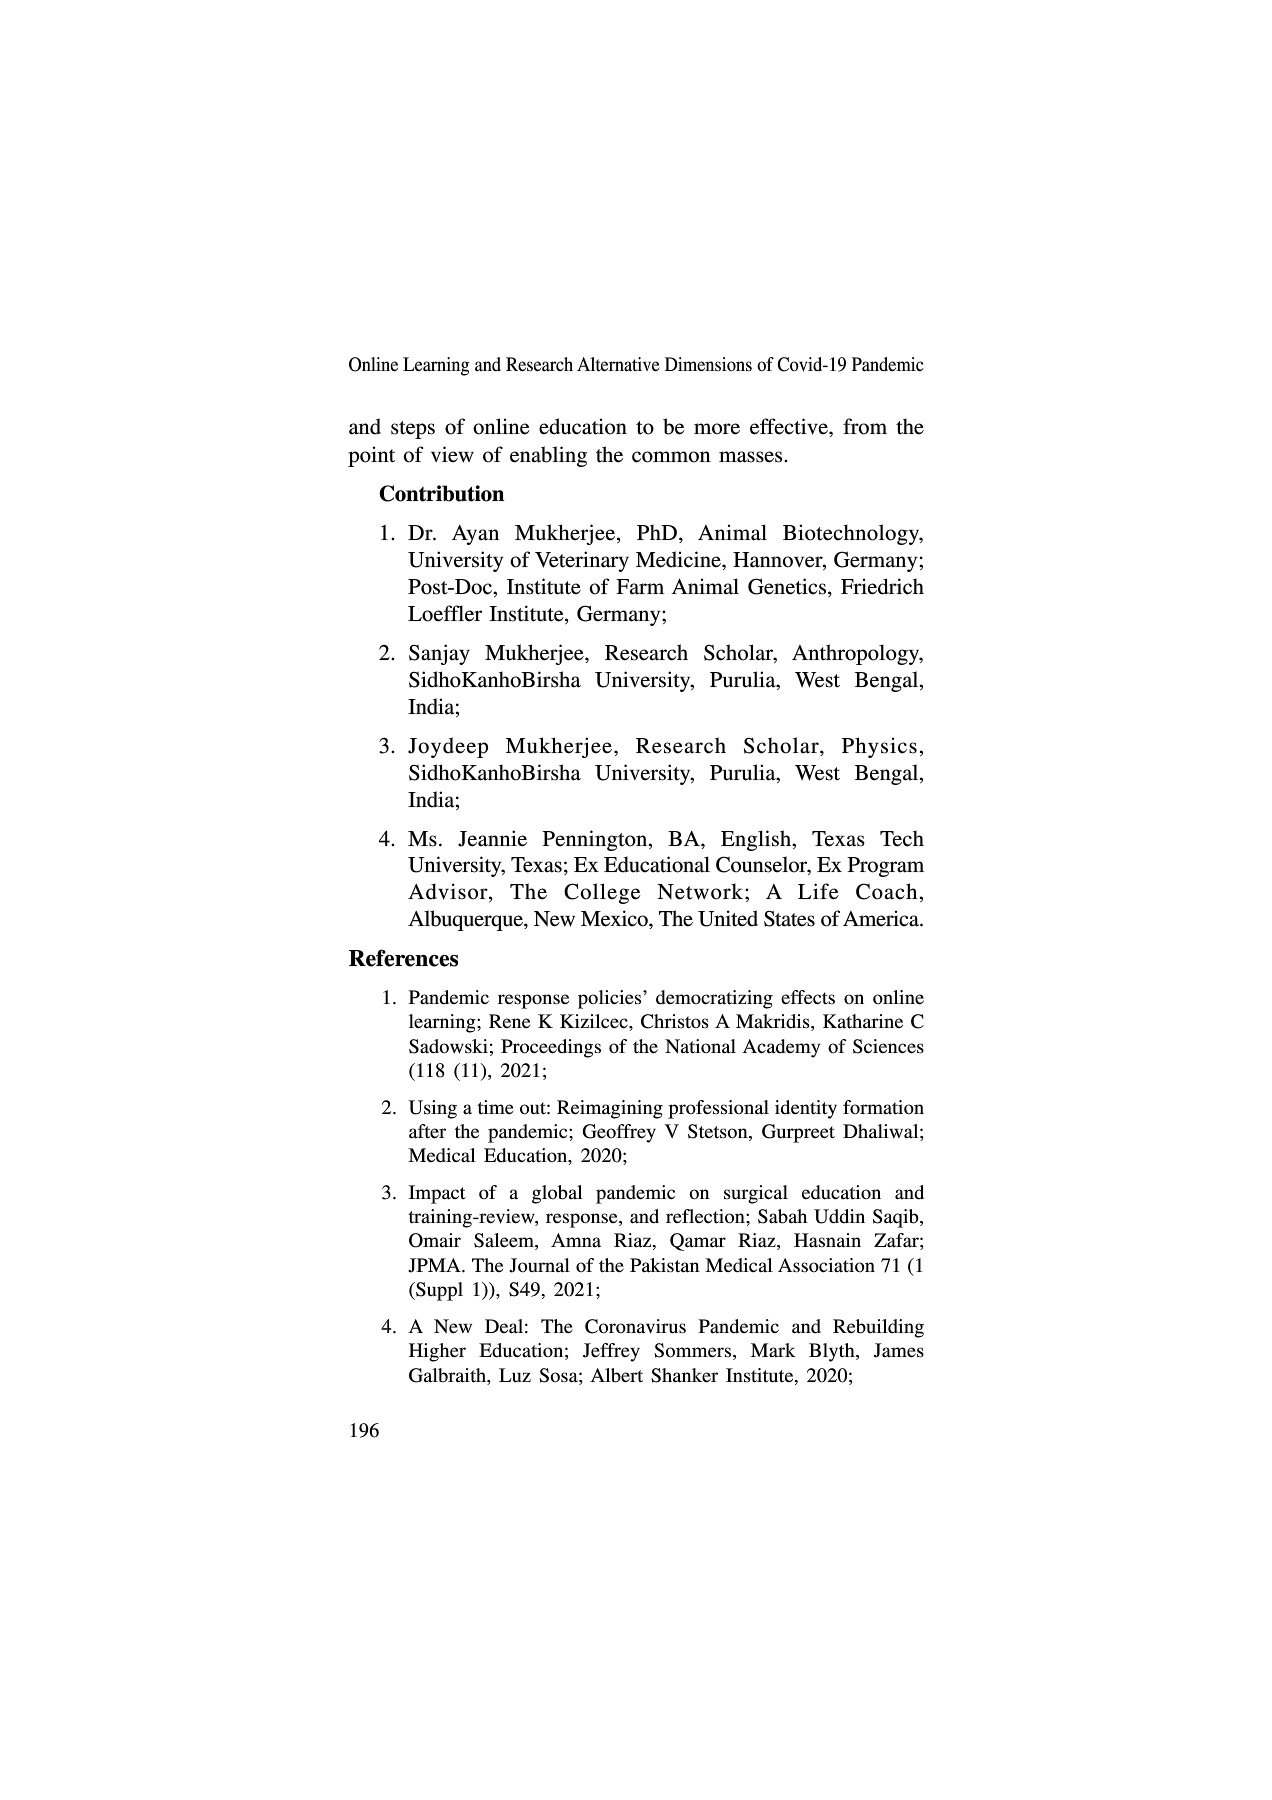 Online Learning and Research Alternative Dimensions of Covid-19 Pandemic
and steps of online education to be more effective, from the
point of view of enabling the common masses.
Contribution
1. Dr. Ayan Mukherjee, PhD, Animal Biotechnology,
University of Veterinary Medicine, Hannover, Germany;
Post-Doc, Institute of Farm Animal Genetics, Friedrich
Loeffler Institute, Germany;
2. Sanjay Mukherjee, Research Scholar, Anthropology,
SidhoKanhoBirsha University, Purulia, West Bengal,
India;
3. Joydeep Mukherjee, Research Scholar, Physics,
SidhoKanhoBirsha University, Purulia, West Bengal,
India;
4. Ms. Jeannie Pennington, BA, English, Texas Tech
University, Texas; Ex Educational Counselor, Ex Program
Advisor, The College Network; A Life Coach,
Albuquerque, New Mexico, The United States of America.
References
1. Pandemic response policies’ democratizing effects on online
learning; Rene K Kizilcec, Christos A Makridis, Katharine C
Sadowski; Proceedings of the National Academy of Sciences
(118 (11), 2021;
2. Using a time out: Reimagining professional identity formation
after the pandemic; Geoffrey V Stetson, Gurpreet Dhaliwal;
Medical Education, 2020;
3. Impact of a global pandemic on surgical education and
training-review, response, and reflection; Sabah Uddin Saqib,
Omair Saleem, Amna Riaz, Qamar Riaz, Hasnain Zafar;
JPMA. The Journal of the Pakistan Medical Association 71 (1
(Suppl 1)), S49, 2021;
4. A New Deal: The Coronavirus Pandemic and Rebuilding
Higher Education; Jeffrey Sommers, Mark Blyth, James
Galbraith, Luz Sosa; Albert Shanker Institute, 2020;
196